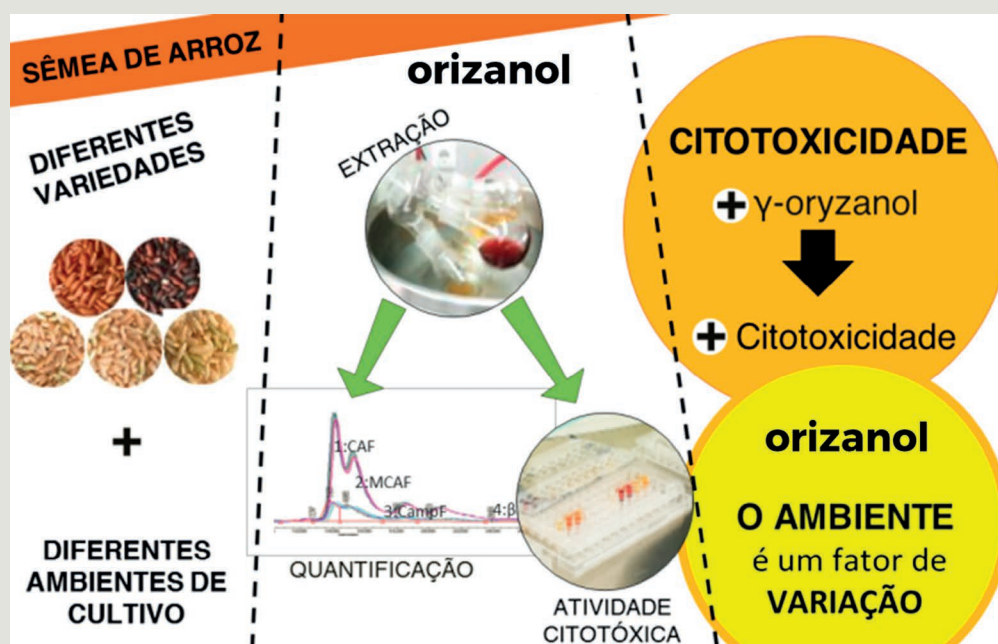 SÊMEA DE ARROZ
DIFERENTES
VARIEDADES
+
DIFERENTES
AMBIENTES DE
CULTIVO
orizanol
EXTRAÇÃO
1:CAF
2:MCAF
3:CampF
4:β
QUANTIFICAÇÃO
ATIVIDADE
CITOTÓXICA
CITOTOXICIDADE
+ γ-oryzanol
+ Citotoxicidade
orizanol
O AMBIENTE
é um fator de
VARIAÇÃO